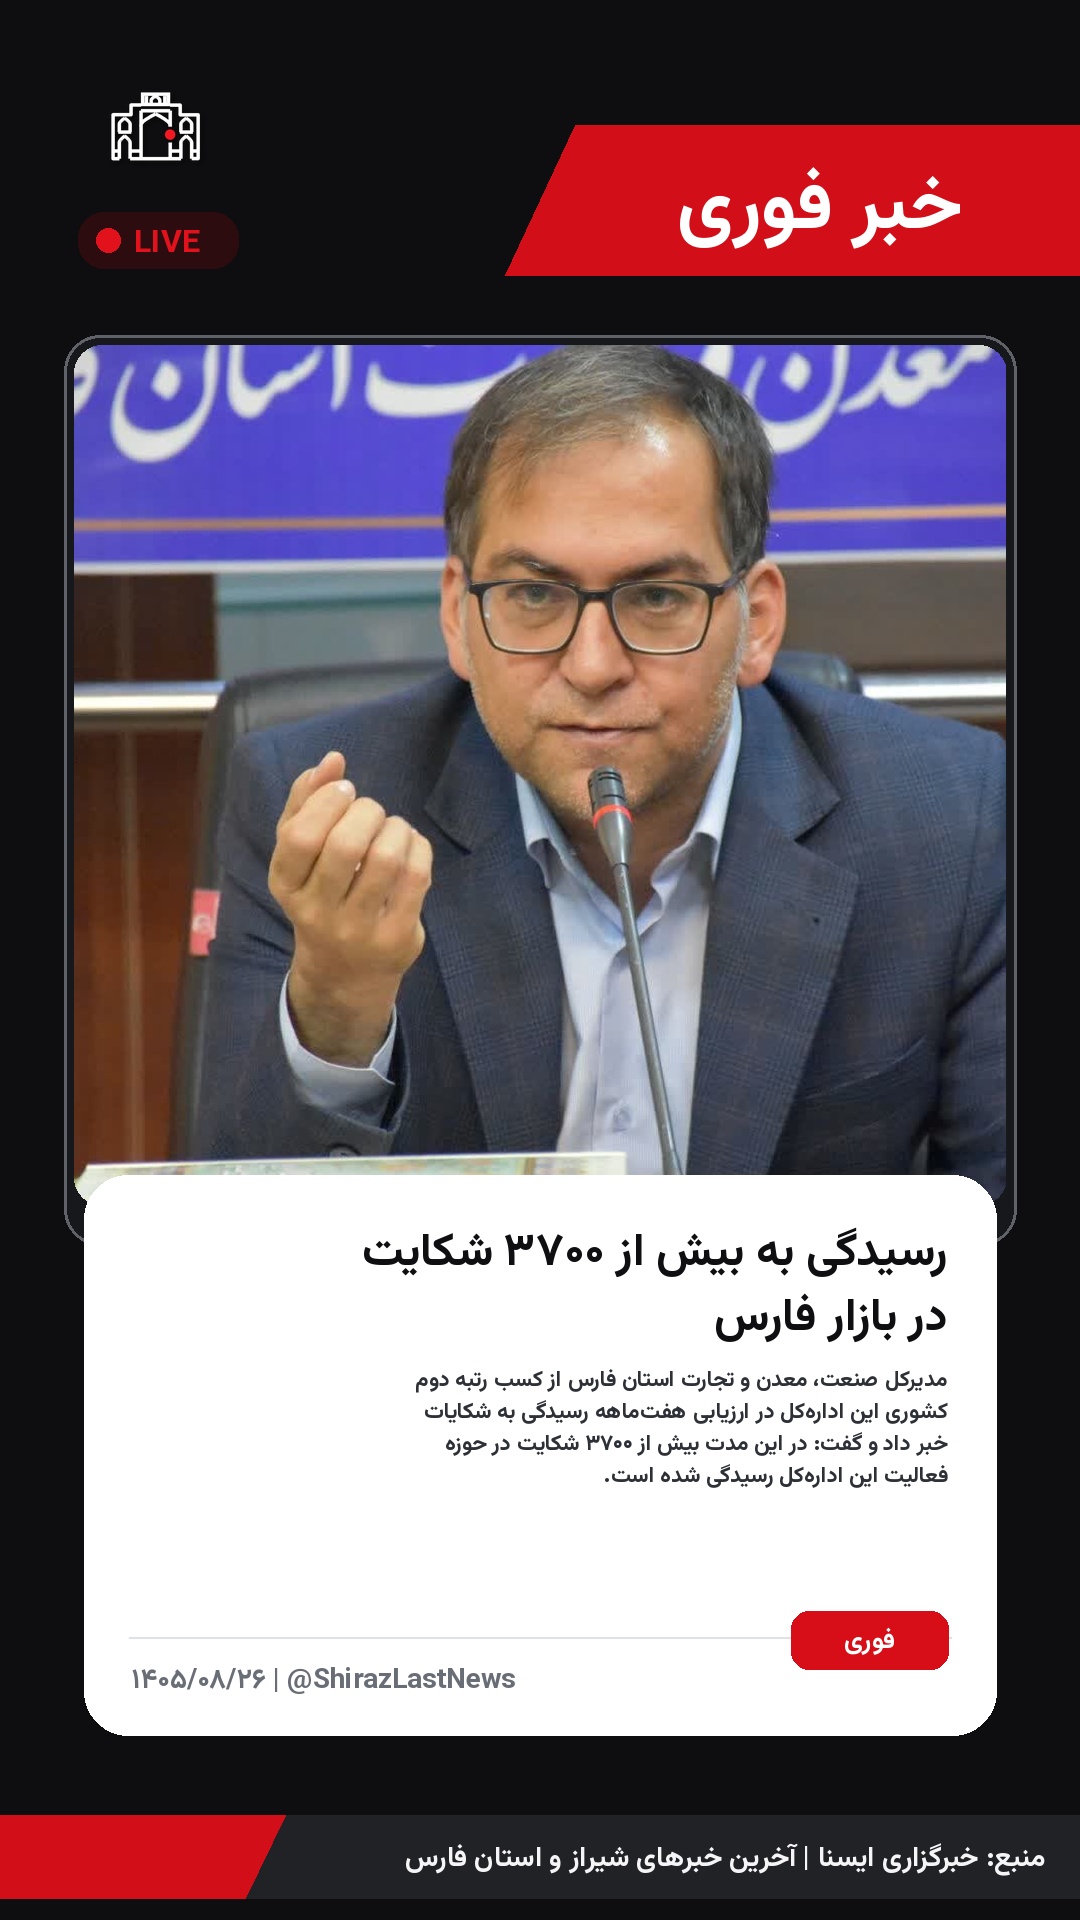 LIVE
خبر فوری
معدن و
ت استان ف
رسیدگی به بیش از ۳۷۰۰ شکایت
در بازار فارس
مدیرکل صنعت، معدن و تجارت استان فارس از کسب رتبه دوم
کشوری این اداره‌کل در ارزیابی هفت‌ماهه رسیدگی به شکایات
خبر داد و گفت: در این مدت بیش از ۳۷۰۰ شکایت در حوزه
فعالیت این اداره‌کل رسیدگی شده است.
فوری
۱۴۰۵/۰۸/۲۶ | @ShirazLastNews
منبع: خبرگزاری ایسنا | آخرین خبرهای شیراز و استان فارس